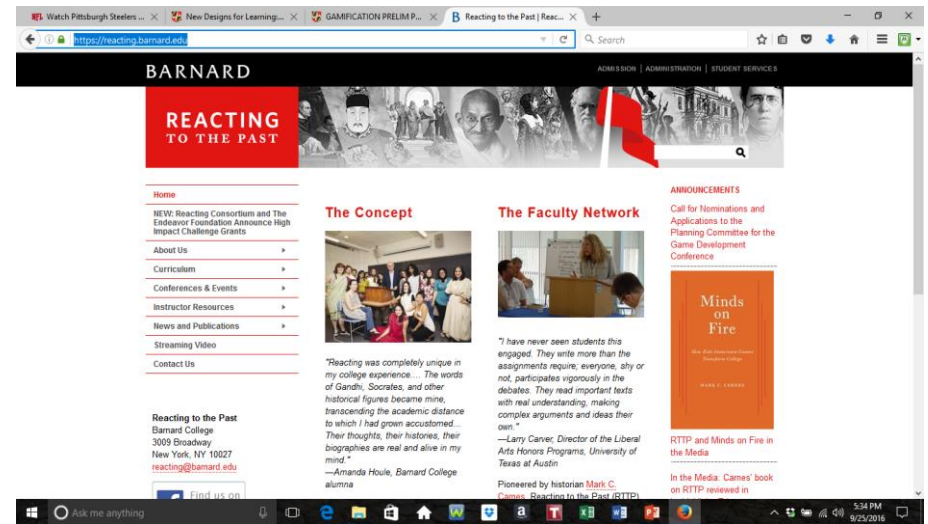 Watch Pittsburgh Steelers ...
New Designs for Learning:...
GAMIFICATION PRELIM P...
B Reacting to the Past | Reac...
https://reacting.barnard.edu
Search
BARNARD
ADMISSION | ADMINISTRATION | STUDENT SERVICES
REACTING
TO THE PAST
Home
NEW: Reacting Consortium and The
Endeavor Foundation Announce High
Impact Challenge Grants
About Us
Curriculum
Conferences & Events
Instructor Resources
News and Publications
Streaming Video
Contact Us
Reacting to the Past
Barnard College
3009 Broadway
New York, NY 10027
reacting@barnard.edu
Find us on
The Concept
"Reacting was completely unique in
my college experience.... The words
of Gandhi, Socrates, and other
historical figures became mine,
transcending the academic distance
to which I had grown accustomed...
Their thoughts, their histories, their
biographies are real and alive in my
mind."
—Amanda Houle, Barnard College
alumna
The Faculty Network
"I have never seen students this
engaged. They write more than the
assignments require; everyone, shy or
not, participates vigorously in the
debates. They read important texts
with real understanding, making
complex arguments and ideas their
own."
—Larry Carver, Director of the Liberal
Arts Honors Programs, University of
Texas at Austin
Pioneered by historian Mark C.
Carnes, Reacting to the Past (RTTP)
ANNOUNCEMENTS
Call for Nominations and
Applications to the
Planning Committee for the
Game Development
Conference
Minds
on
Fire
MARK C. CARNES
RTTP and Minds on Fire in
the Media
In the Media: Carnes' book
on RTTP reviewed in
Ask me anything
5:34 PM
9/25/2016